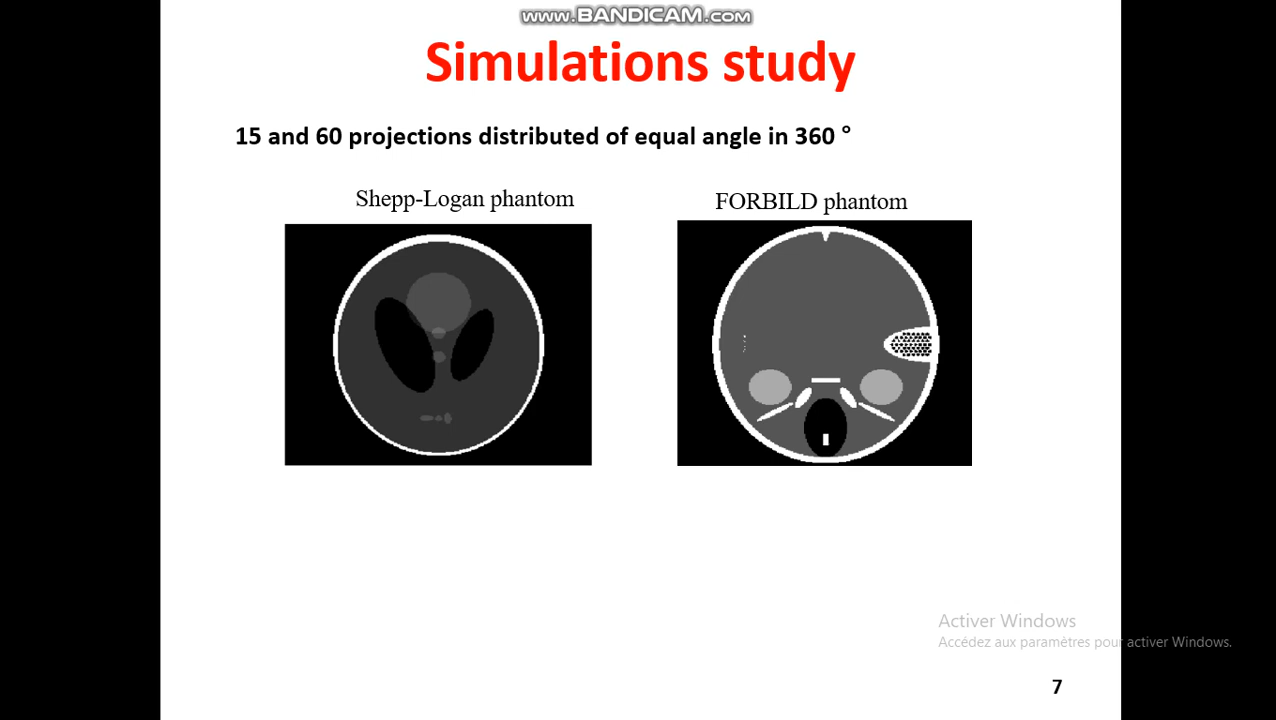 www.BANDICAM.com
Simulations study
15 and 60 projections distributed of equal angle in 360 °
Shepp-Logan phantom
FORBILD phantom
Activer Windows
Accédez aux paramètres pour activer Windows.
7